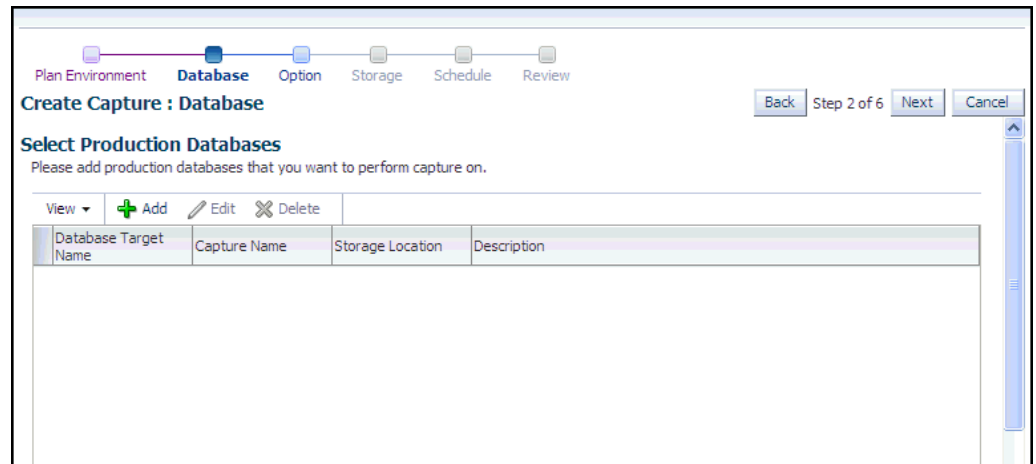 Plan Environment Database Option Storage Schedule Review
Create Capture : Database Back Step 2 of 6 Next Cancel
Select Production Databases
Please add production databases that you want to perform capture on.
View Add Edit Delete
Database Target
Name
Capture Name Storage Location Description